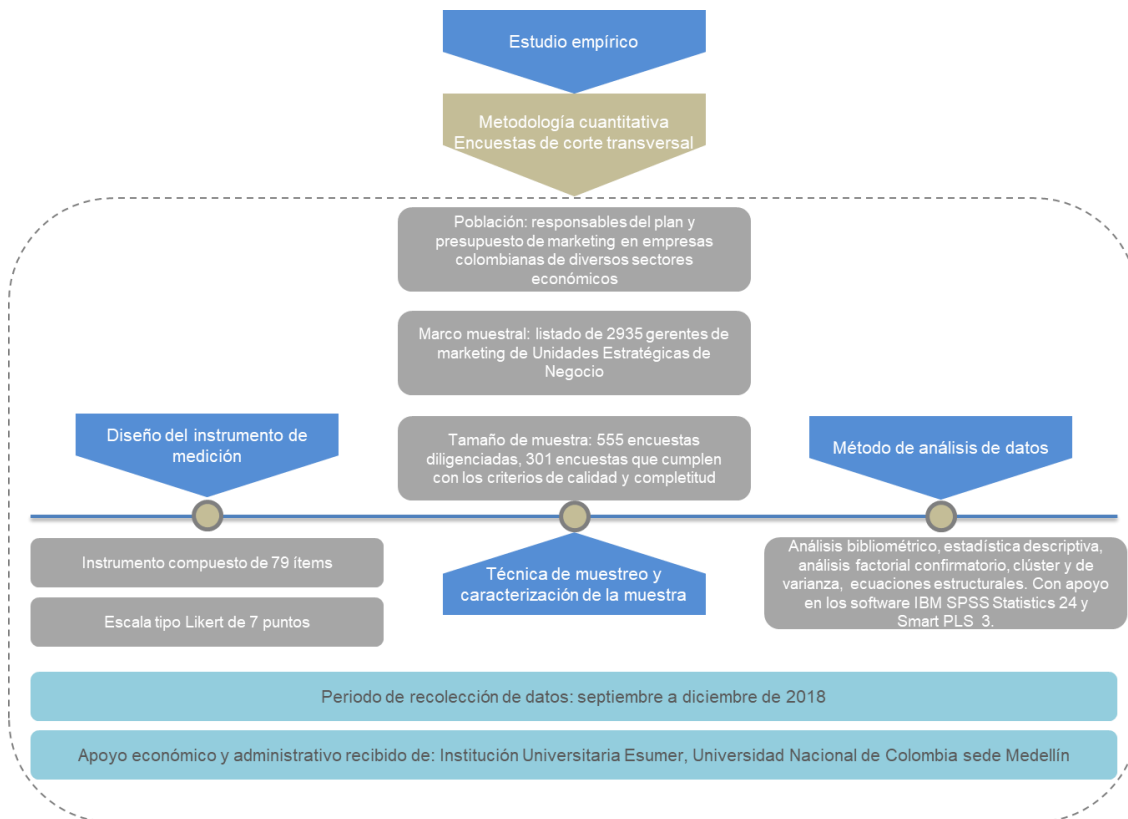 Estudio empírico
Metodología cuantitativa
Encuestas de corte transversal
Población: responsables del plan y
presupuesto de marketing en empresas
colombianas de diversos sectores
económicos
Marco muestral: listado de 2935 gerentes de
marketing de Unidades Estratégicas de
Negocio
Tamaño de muestra: 555 encuestas
diligenciadas, 301 encuestas que cumplen
con los criterios de calidad y completitud
Diseño del instrumento de
medición
Método de análisis de datos
Instrumento compuesto de 79 ítems
Escala tipo Likert de 7 puntos
Técnica de muestreo y
caracterización de la muestra
Análisis bibliométrico, estadística descriptiva,
análisis factorial confirmatorio, clúster y de
varianza, ecuaciones estructurales. Con apoyo
en los software IBM SPSS Statistics 24 y
Smart PLS 3.
Periodo de recolección de datos: septiembre a diciembre de 2018
Apoyo económico y administrativo recibido de: Institución Universitaria Esumer, Universidad Nacional de Colombia sede Medellín